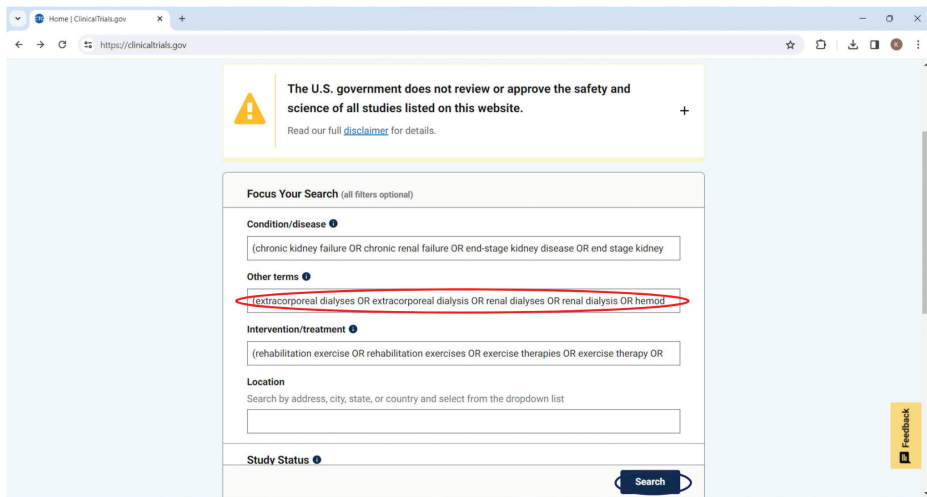 Home | ClinicalTrials.gov
https://clinicaltrials.gov
K
The U.S. government does not review or approve the safety and
science of all studies listed on this website.
Read our full disclaimer for details.
Focus Your Search (all filters optional)
Condition/disease
(chronic kidney failure OR chronic renal failure OR end-stage kidney disease OR end stage kidney
Other terms
(extracorporeal dialyses OR extracorporeal dialysis OR renal dialyses OR renal dialysis OR hemod
Intervention/treatment
(rehabilitation exercise OR rehabilitation exercises OR exercise therapies OR exercise therapy OR
Location
Search by address, city, state, or country and select from the dropdown list
Feedback
Study Status
Search